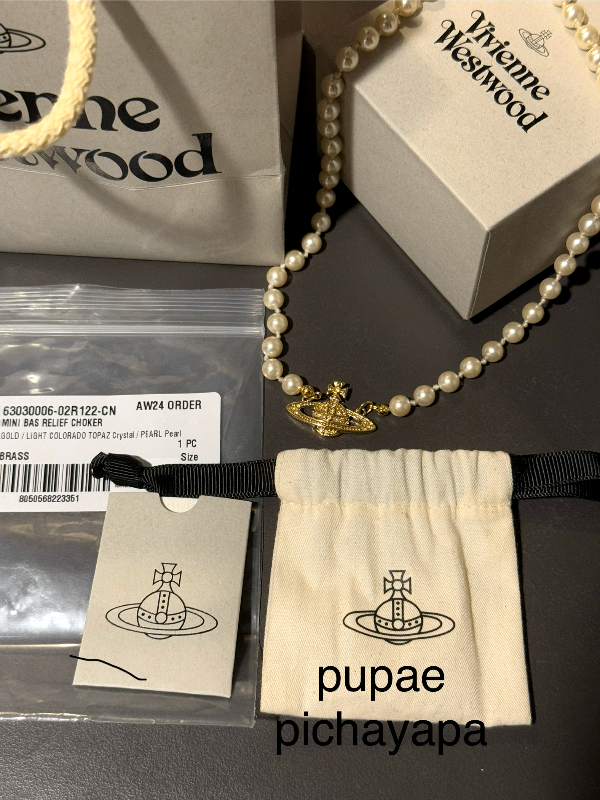 enne
stwood
Vivienne
Westwood
63030006-02R122-CN AW24 ORDER
MINI BAS RELIEF CHOKER
GOLD / LIGHT COLORADO TOPAZ Crystal / PEARL Pearl
1 PC
BRASS Size
8050568223351
pupae
pichayapa